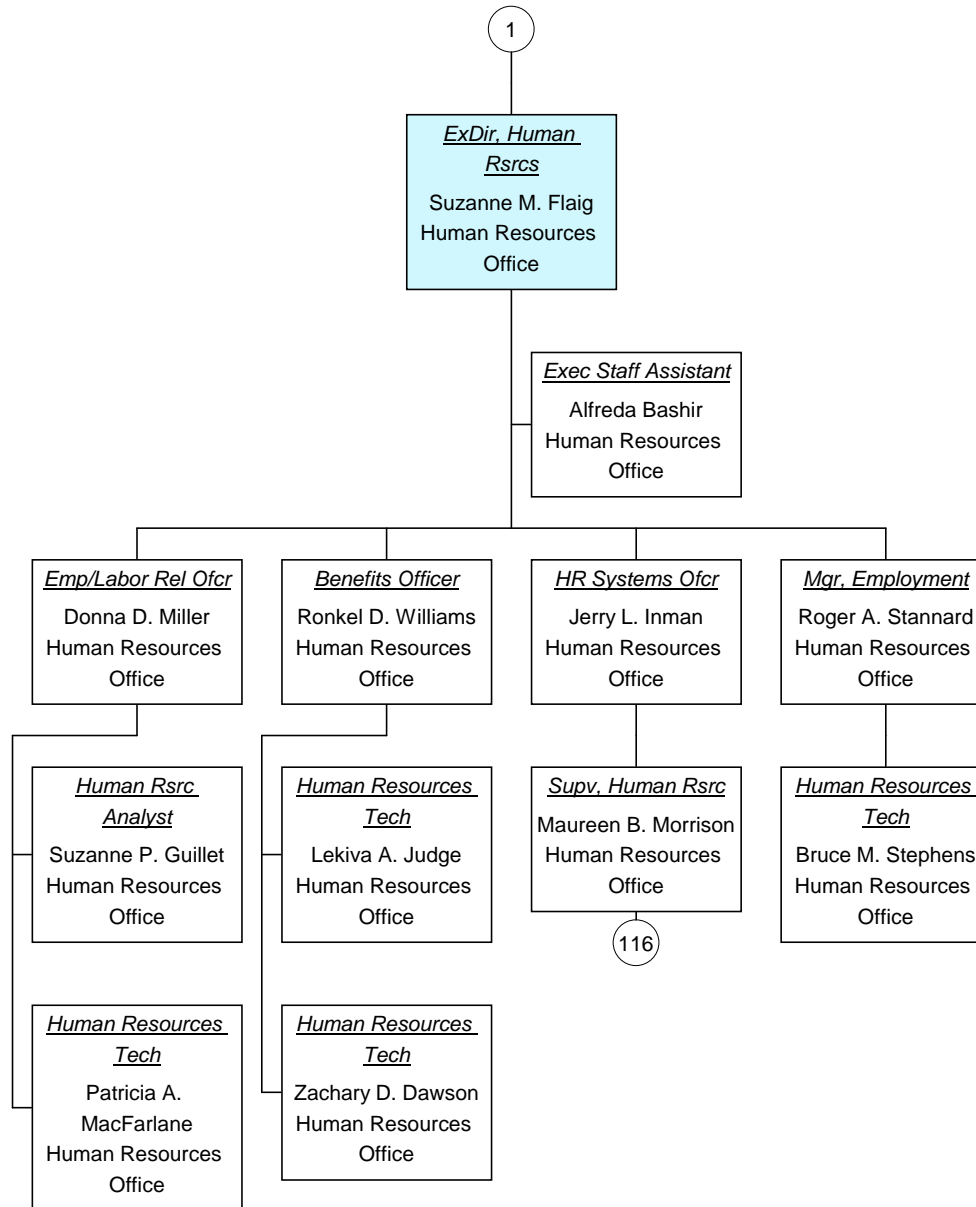 1
ExDir, Human
Rsrcs
Suzanne M. Flaig
Human Resources
Office
Exec Staff Assistant
Alfreda Bashir
Human Resources
Office
Emp/Labor Rel Ofcr
Donna D. Miller
Human Resources
Office
Benefits Officer
Ronkel D. Williams
Human Resources
Office
HR Systems Ofcr
Jerry L. Inman
Human Resources
Office
Mgr, Employment
Roger A. Stannard
Human Resources
Office
Human Rsrc
Analyst
Suzanne P. Guillet
Human Resources
Office
Human Resources
Tech
Lekiva A. Judge
Human Resources
Office
Supv, Human Rsrc
Maureen B. Morrison
Human Resources
Office
116
Human Resources
Tech
Bruce M. Stephens
Human Resources
Office
Human Resources
Tech
Patricia A.
MacFarlane
Human Resources
Office
Human Resources
Tech
Zachary D. Dawson
Human Resources
Office